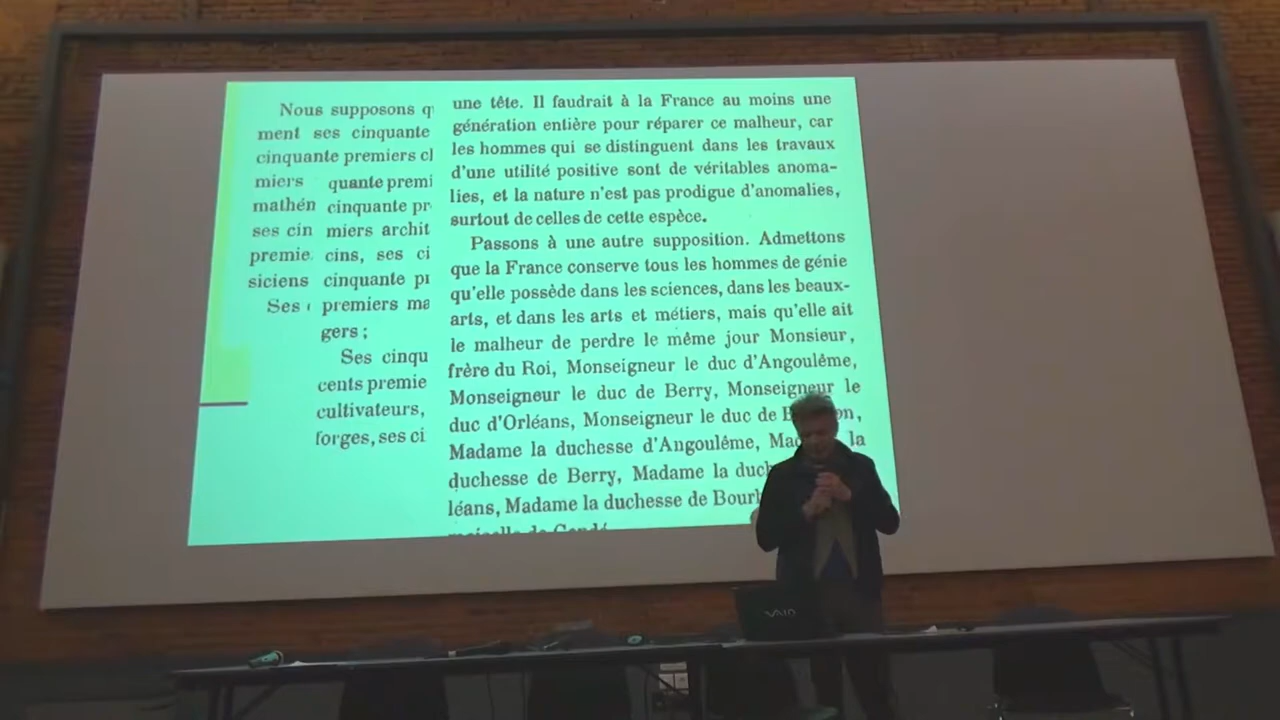 Nous supposons q
ment ses cinquante
cinquante premiers cl
miers
mathén
ses cin
premie
siciens
Ses
quante premi
cinquante pr
miers archit
cins, ses ci
cinquante pr
premiers ma
gers ;
Ses cinqu
cents premie
cultivateurs,
forges, ses ci
une tête. Il faudrait à la France au moins une
génération entière pour réparer ce malheur, car
les hommes qui se distinguent dans les travaux
d'une utilité positive sont de véritables anoma-
lies, et la nature n'est pas prodigue d'anomalies,
surtout de celles de cette espèce.
Passons à une autre supposition. Admettons
que la France conserve tous les hommes de génie
qu'elle possède dans les sciences, dans les beaux-
arts, et dans les arts et métiers, mais qu'elle ait
le malheur de perdre le même jour Monsieur,
frère du Roi, Monseigneur le duc d'Angoulême,
Monseigneur le duc de Berry, Monseigneur le
duc d'Orléans, Monseigneur le duc de B on,
Madame la duchesse d'Angoulême, Ma la
duchesse de Berry, Madame la duch
léans, Madame la duchesse de Bourb
VAIO